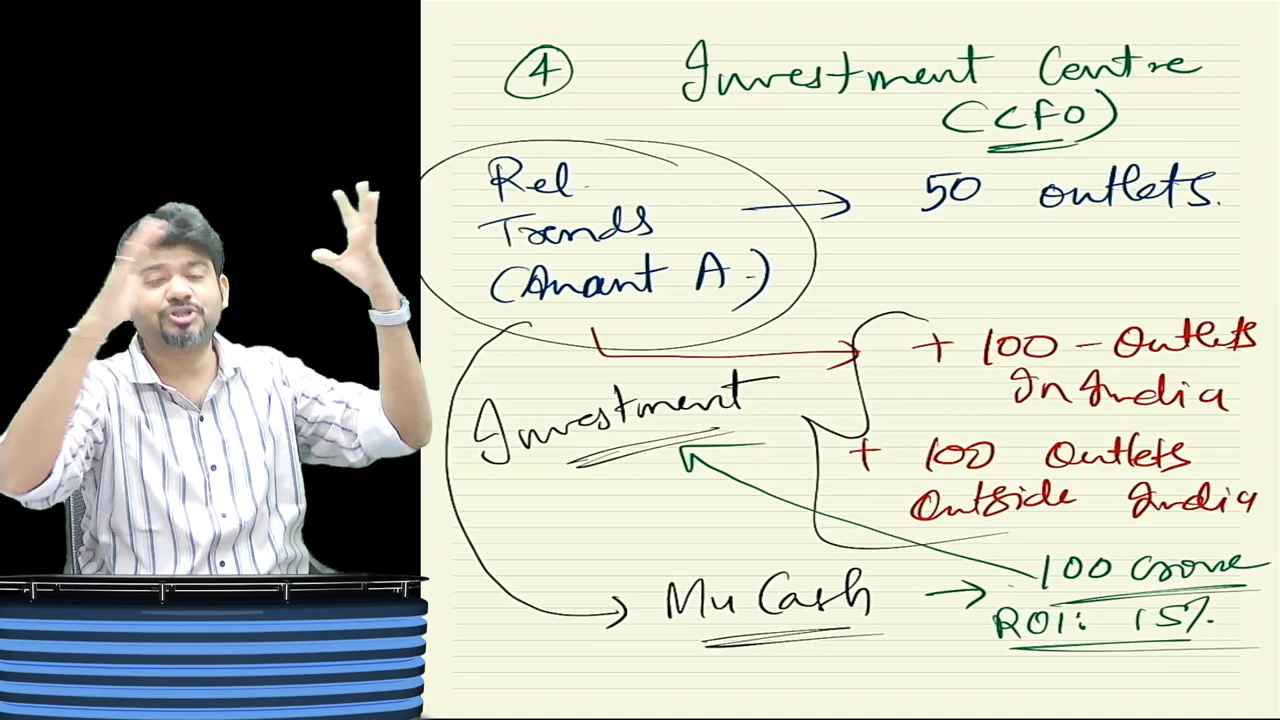 ④ Investment Centre
(CFO)
Rel.
Trends → 50 outlets.
(Anant A.)
+ 100 - Outlets
In India
Investment
+ 100 Outlets
Outside India
Mu Cash → 100 crore
ROI: 15%